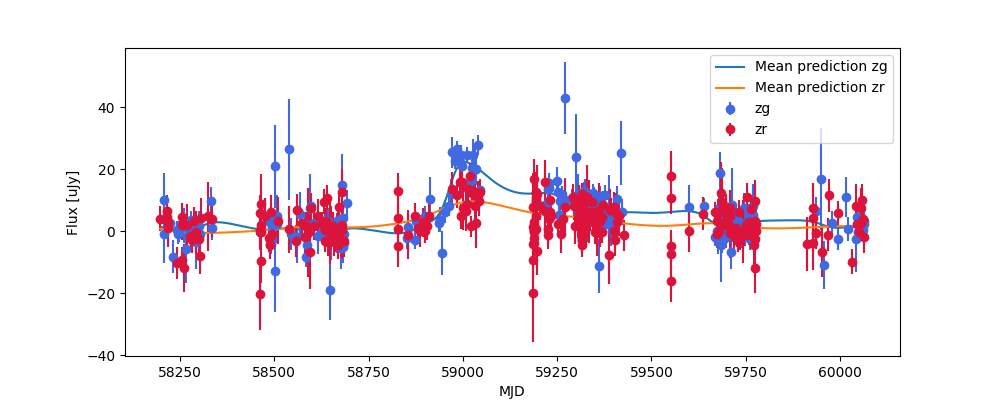 Mean prediction zg
Mean prediction zr
zg
zr
Flux [uJy]
40
20
0
−20
−40
58250
58500
58750
59000
59250
59500
59750
60000
MJD